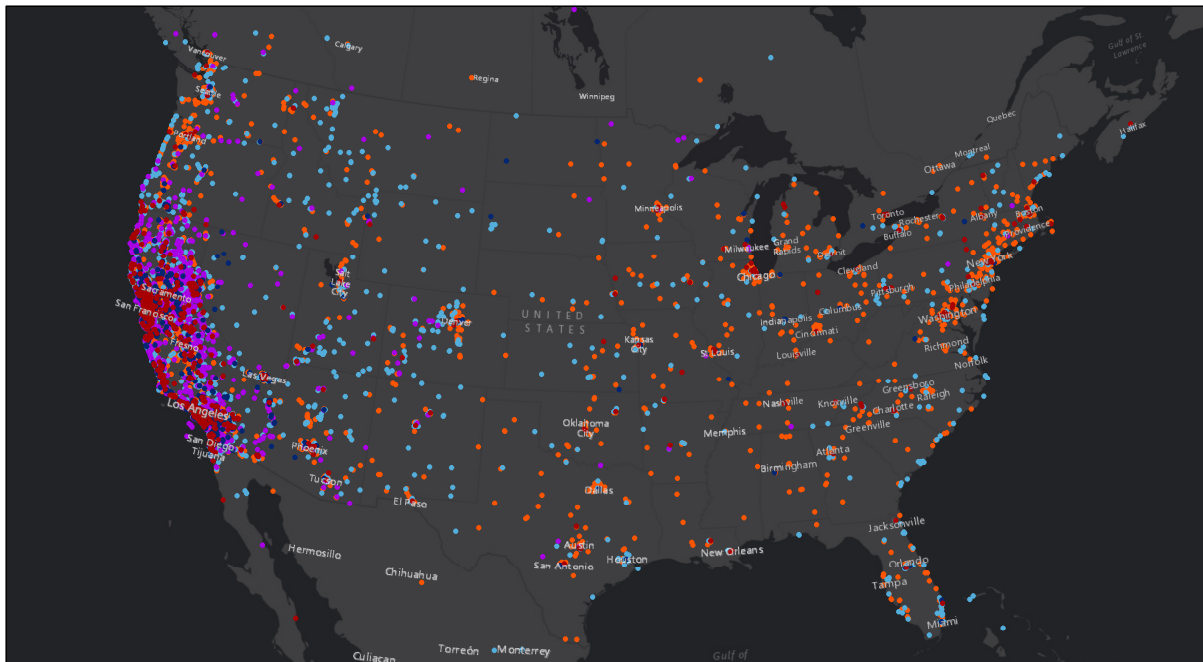 Gulf of St.
Lawrence
Vancouver
Calgary
Regina
Winnipeg
Seattle
Quebec
Halifax
Portland
Montreal
Ottawa
Minneapolis
Toronto
Rochester
Albany
Boston
Buffalo
Providence
Milwaukee
Grand
Rapids
Detroit
New York
Salt
Lake
City
Chicago
Cleveland
Pittsburgh
Philadelphia
Sacramento
San Francisco
Denver
UNITED
STATES
Indianapolis
Columbus
Washington
Cincinnati
Fresno
Kansas
City
St Louis
Louisville
Richmond
Norfolk
Las Vegas
Los Angeles
Nashville
Knoxville
Greensboro
Raleigh
Charlotte
Greenville
Oklahoma
City
Memphis
San Diego
Tijuana
Phoenix
Atlanta
Birmingham
Tucson
El Paso
Dallas
Jacksonville
Hermosillo
Austin
San Antonio
Houston
New Orleans
Orlando
Tampa
Chihuahua
Miami
Culiacan
Torreón
Monterrey
Gulf of